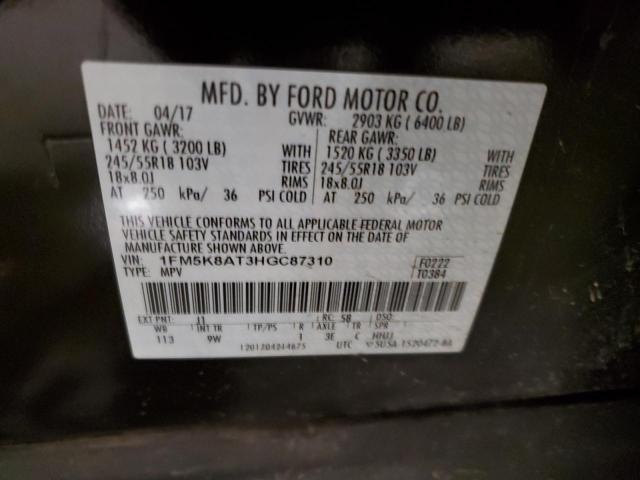 MFD. BY FORD MOTOR CO.
DATE: 04/17 GVWR: 2903 KG ( 6400 LB)
FRONT GAWR: REAR GAWR:
1452 KG ( 3200 LB) WITH 1520 KG ( 3350 LB) WITH
245/55R18 103V TIRES 245/55R18 103V TIRES
18x8.0J RIMS 18x8.0J RIMS
AT 250 kPa/ 36 PSI COLD AT 250 kPa/ 36 PSI COLD
THIS VEHICLE CONFORMS TO ALL APPLICABLE FEDERAL MOTOR
VEHICLE SAFETY STANDARDS IN EFFECT ON THE DATE OF
MANUFACTURE SHOWN ABOVE.
VIN: 1FM5K8AT3HGC87310 F0222
TYPE: MPV T0384
EXT PNT: J1 RC: 58 DSO:
WB INT TR TP/PS R AXLE TR SPR
113 9W 1 3E C HHJJ
UTC